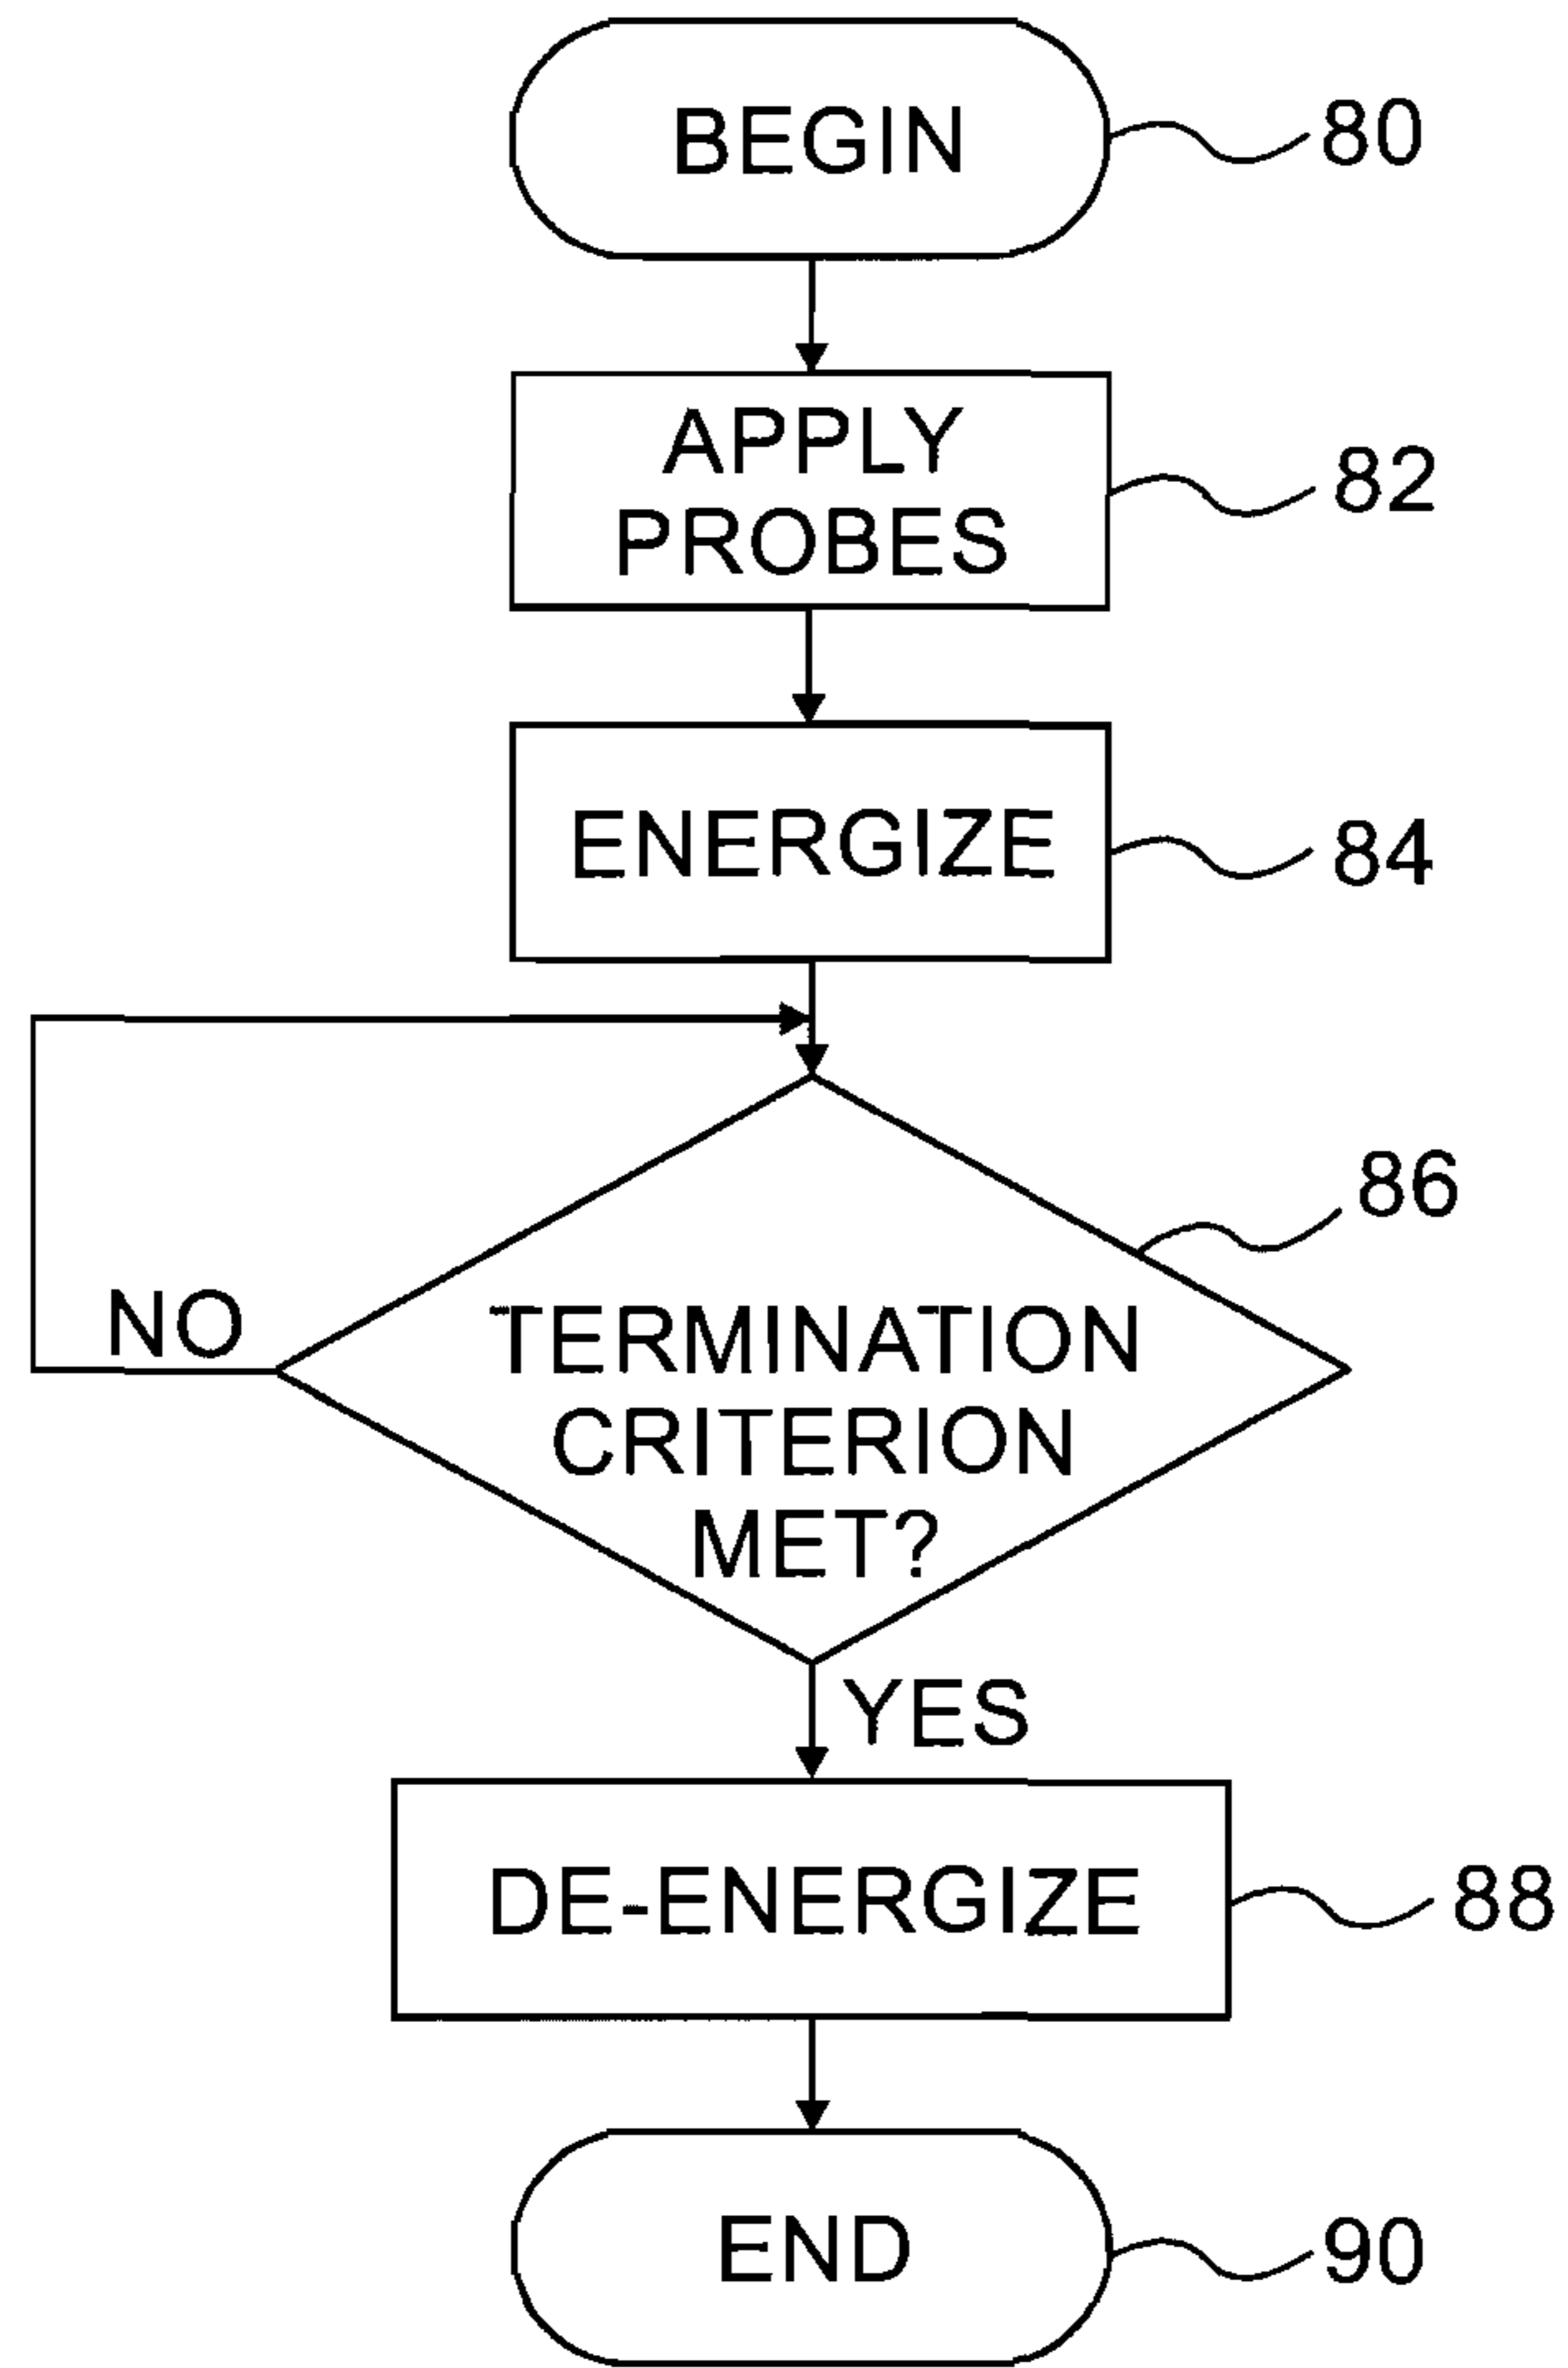 BEGIN
80
APPLY
PROBES
82
ENERGIZE
84
86
NO
TERMINATION
CRITERION
MET?
YES
DE-ENERGIZE
88
END
90